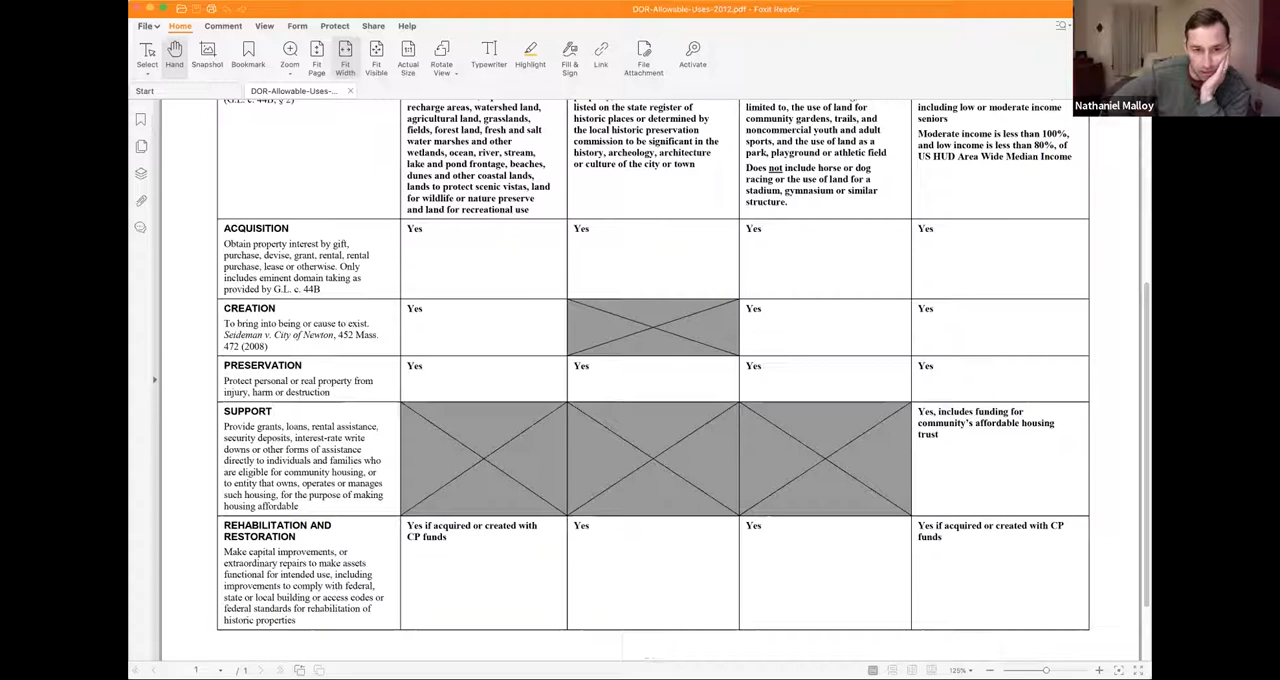 DOR-Allowable-Uses-2012.pdf - Foxit Reader
File Home Comment View Form Protect Share Help
Select Hand Snapshot Bookmark Zoom Fit Page Fit Width Fit Visible Actual Size Rotate View Typewriter Highlight Fill & Sign Link File Attachment Activate
Start DOR-Allowable-Uses-...
Nathaniel Malloy
(G.L. c. 44B, § 2)
recharge areas, watershed land,
agricultural land, grasslands,
fields, forest land, fresh and salt
water marshes and other
wetlands, ocean, river, stream,
lake and pond frontage, beaches,
dunes and other coastal lands,
lands to protect scenic vistas, land
for wildlife or nature preserve
and land for recreational use
listed on the state register of
historic places or determined by
the local historic preservation
commission to be significant in the
history, archeology, architecture
or culture of the city or town
limited to, the use of land for
community gardens, trails, and
noncommercial youth and adult
sports, and the use of land as a
park, playground or athletic field
Does not include horse or dog
racing or the use of land for a
stadium, gymnasium or similar
structure.
including low or moderate income
seniors
Moderate income is less than 100%,
and low income is less than 80%, of
US HUD Area Wide Median Income
ACQUISITION
Obtain property interest by gift,
purchase, devise, grant, rental, rental
purchase, lease or otherwise. Only
includes eminent domain taking as
provided by G.L. c. 44B
Yes
Yes
Yes
Yes
CREATION
To bring into being or cause to exist.
Seideman v. City of Newton, 452 Mass.
472 (2008)
Yes
Yes
Yes
PRESERVATION
Protect personal or real property from
injury, harm or destruction
Yes
Yes
Yes
Yes
SUPPORT
Provide grants, loans, rental assistance,
security deposits, interest-rate write
downs or other forms of assistance
directly to individuals and families who
are eligible for community housing, or
to entity that owns, operates or manages
such housing, for the purpose of making
housing affordable
Yes, includes funding for
community's affordable housing
trust
REHABILITATION AND
RESTORATION
Make capital improvements, or
extraordinary repairs to make assets
functional for intended use, including
improvements to comply with federal,
state or local building or access codes or
federal standards for rehabilitation of
historic properties
Yes if acquired or created with
CP funds
Yes
Yes
Yes if acquired or created with CP
funds
1 / 1 125%